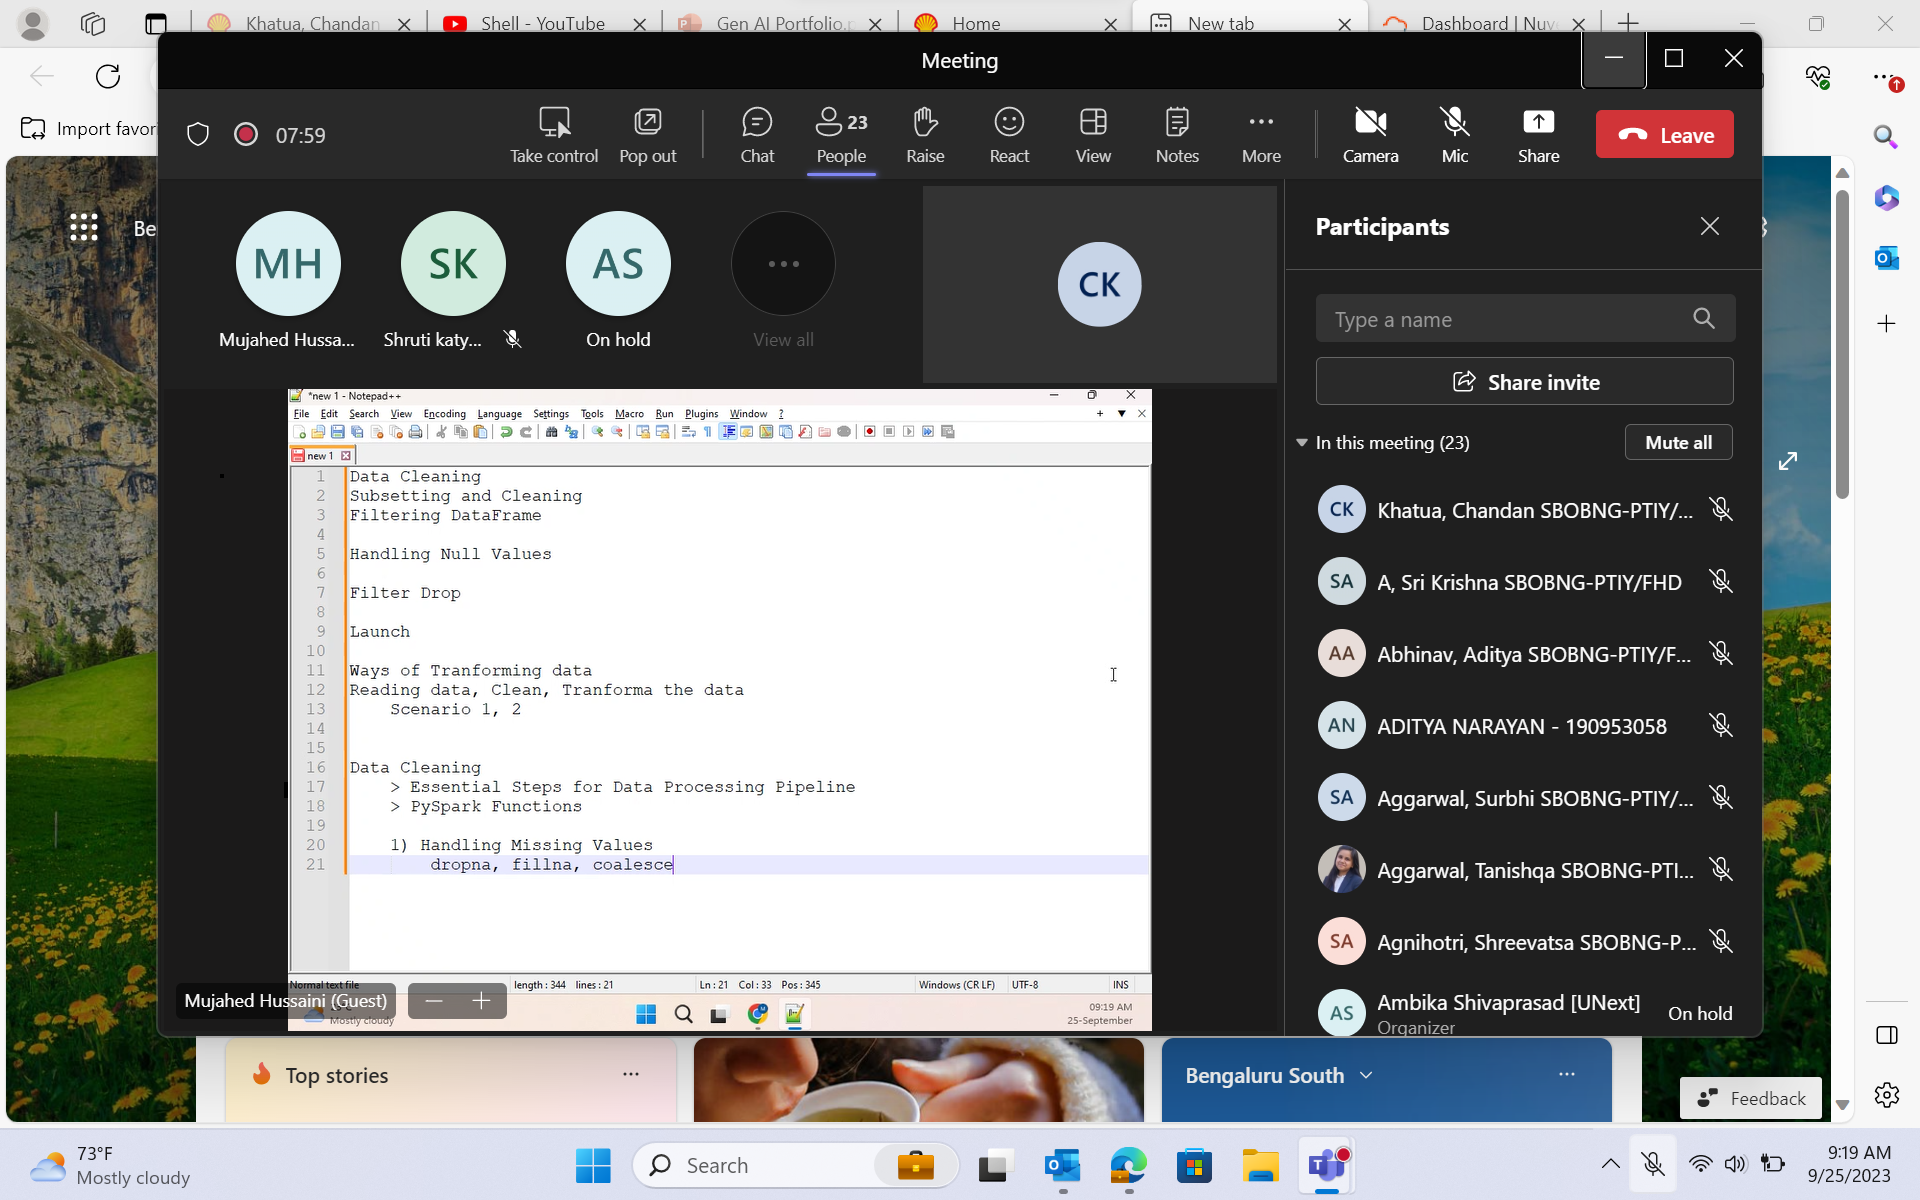 Khatua, Chandan
Shell - YouTube
Gen AI Portfolio.p
Home
New tab
Dashboard | Nuv
Meeting
Import favor
07:59
Take control
Pop out
Chat
23
People
Raise
React
View
Notes
More
Camera
Mic
Share
Leave
Be
MH
SK
AS
CK
Mujahed Hussa...
Shruti katy...
On hold
View all
Participants
Type a name
Share invite
In this meeting (23)
Mute all
CK
Khatua, Chandan SBOBNG-PTIY/...
SA
A, Sri Krishna SBOBNG-PTIY/FHD
AA
Abhinav, Aditya SBOBNG-PTIY/F...
AN
ADITYA NARAYAN - 190953058
SA
Aggarwal, Surbhi SBOBNG-PTIY/...
Aggarwal, Tanishqa SBOBNG-PTI...
SA
Agnihotri, Shreevatsa SBOBNG-P...
AS
Ambika Shivaprasad [UNext]
Organizer
On hold
*new 1 - Notepad++
File Edit Search View Encoding Language Settings Tools Macro Run Plugins Window ?
new 1
1 Data Cleaning
2 Subsetting and Cleaning
3 Filtering DataFrame
4
5 Handling Null Values
6
7 Filter Drop
8
9 Launch
10
11 Ways of Tranforming data
12 Reading data, Clean, Tranforma the data
13 Scenario 1, 2
14
15
16 Data Cleaning
17 > Essential Steps for Data Processing Pipeline
18 > PySpark Functions
19
20 1) Handling Missing Values
21 dropna, fillna, coalesce
Normal text file
length : 344 lines : 21
Ln : 21 Col : 33 Pos : 345
Windows (CR LF)
UTF-8
INS
Mujahed Hussaini (Guest)
Mostly cloudy
09:19 AM
25-September
Top stories
Bengaluru South
Feedback
73°F
Mostly cloudy
Search
9:19 AM
9/25/2023